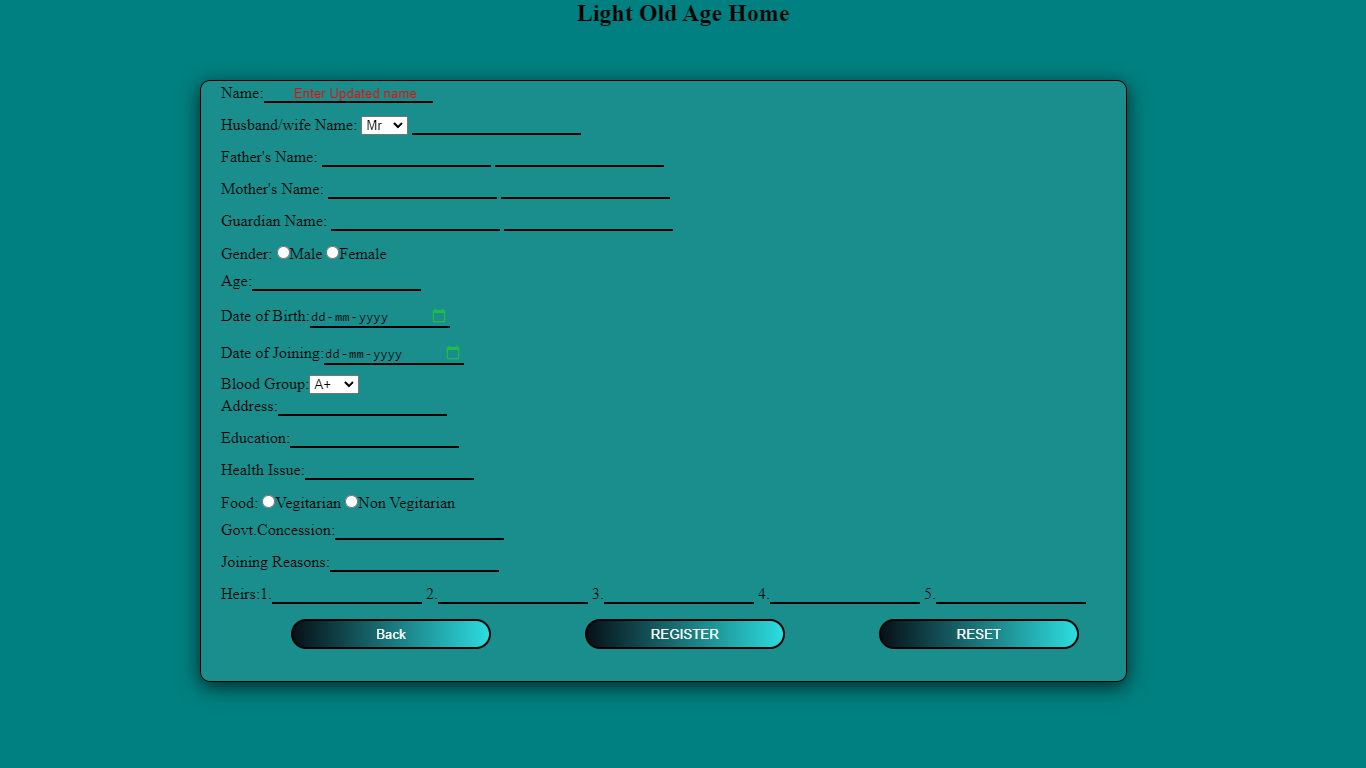 Light Old Age Home
Name: Enter Updated name
Husband/wife Name: Mr
Father's Name:
Mother's Name:
Guardian Name:
Gender: Male Female
Age:
Date of Birth: dd-mm-yyyy
Date of Joining: dd-mm-yyyy
Blood Group: A+
Address:
Education:
Health Issue:
Food: Vegitarian Non Vegitarian
Govt.Concession:
Joining Reasons:
Heirs:1. 2. 3. 4. 5.
Back REGISTER RESET